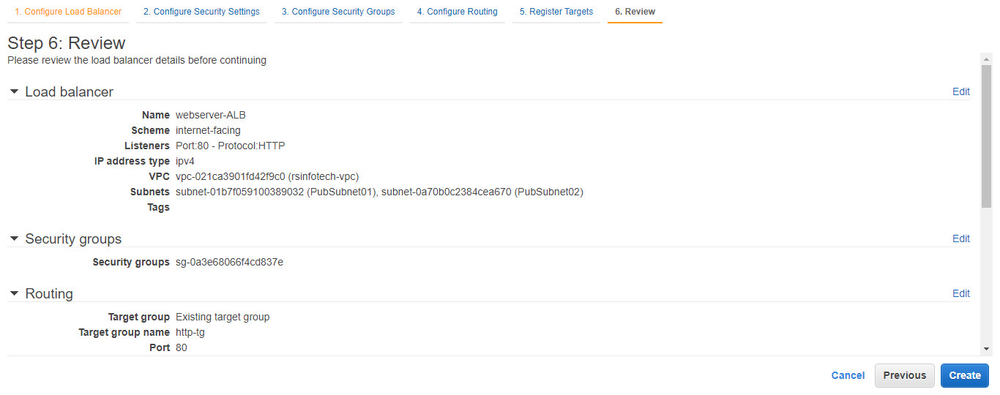 1. Configure Load Balancer 2. Configure Security Settings 3. Configure Security Groups 4. Configure Routing 5. Register Targets 6. Review
Step 6: Review
Please review the load balancer details before continuing
Load balancer Edit
Name webserver-ALB
Scheme internet-facing
Listeners Port:80 - Protocol:HTTP
IP address type ipv4
VPC vpc-021ca3901fd42f9c0 (rsinfotech-vpc)
Subnets subnet-01b7f059100389032 (PubSubnet01), subnet-0a70b0c2384cea670 (PubSubnet02)
Tags
Security groups Edit
Security groups sg-0a3e68066f4cd837e
Routing Edit
Target group Existing target group
Target group name http-tg
Port 80
Cancel Previous Create